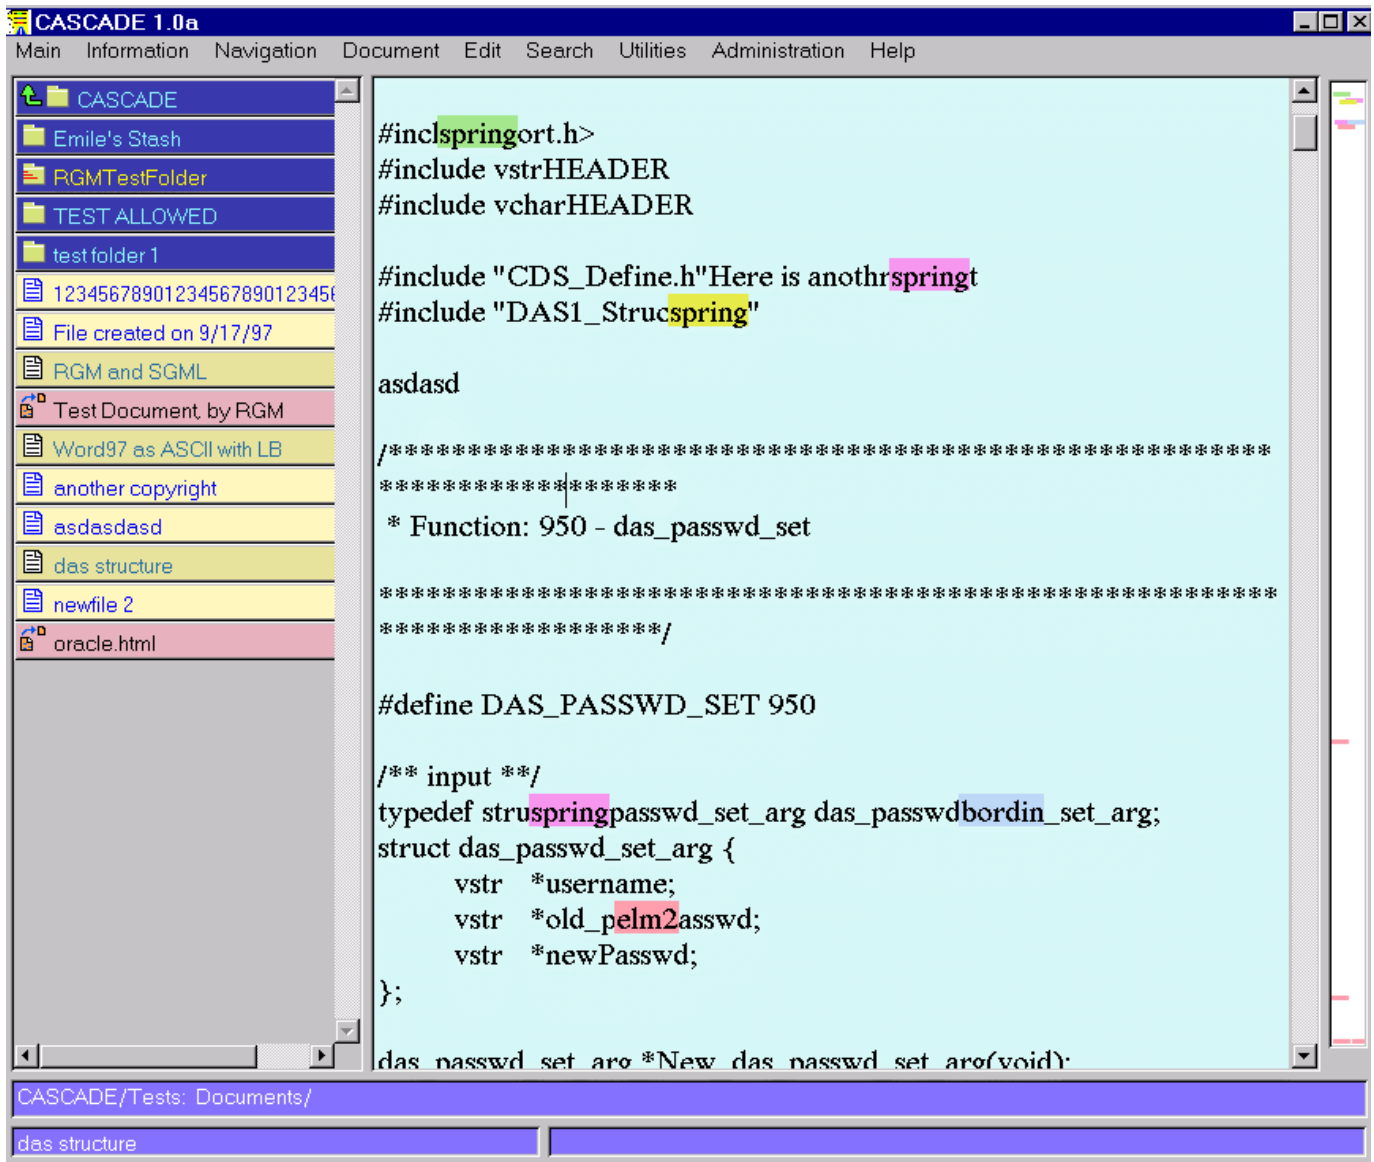 CASCADE 1.0a
Main Information Navigation Document Edit Search Utilities Administration Help
CASCADE
Emile's Stash
RGMTestFolder
TEST ALLOWED
test folder 1
12345678901234567890123456
File created on 9/17/97
RGM and SGML
Test Document, by RGM
Word97 as ASCII with LB
another copyright
asdasdasd
das structure
newfile 2
oracle.html
#inclspringort.h>
#include vstrHEADER
#include vcharHEADER
#include "CDS_Define.h"Here is anothrspringt
#include "DAS1_Strucspring"
asdasd
/********************************************************
*******************
* Function: 950 - das_passwd_set
*********************************************************
******************/
#define DAS_PASSWD_SET 950
/** input **/
typedef struspringpasswd_set_arg das_passwdbordin_set_arg;
struct das_passwd_set_arg {
vstr *username;
vstr *old_pelm2asswd;
vstr *newPasswd;
};
das_passwd_set_arg *New_das_passwd_set_arg(void);
CASCADE/Tests: Documents/
das structure